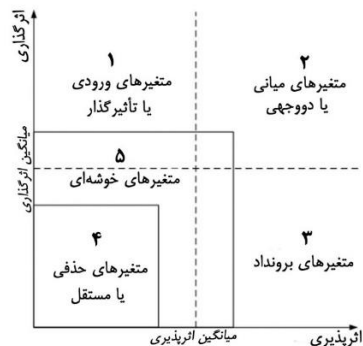 اثرگذاری
۱
متغیرهای ورودی
یا تأثیرگذار
۲
متغیرهای میانی
یا دووجهی
میانگین اثرگذاری
۵
متغیرهای خوشه‌ای
۴
متغیرهای حذفی
یا مستقل
۳
متغیرهای برونداد
میانگین اثرپذیری
اثرپذیری